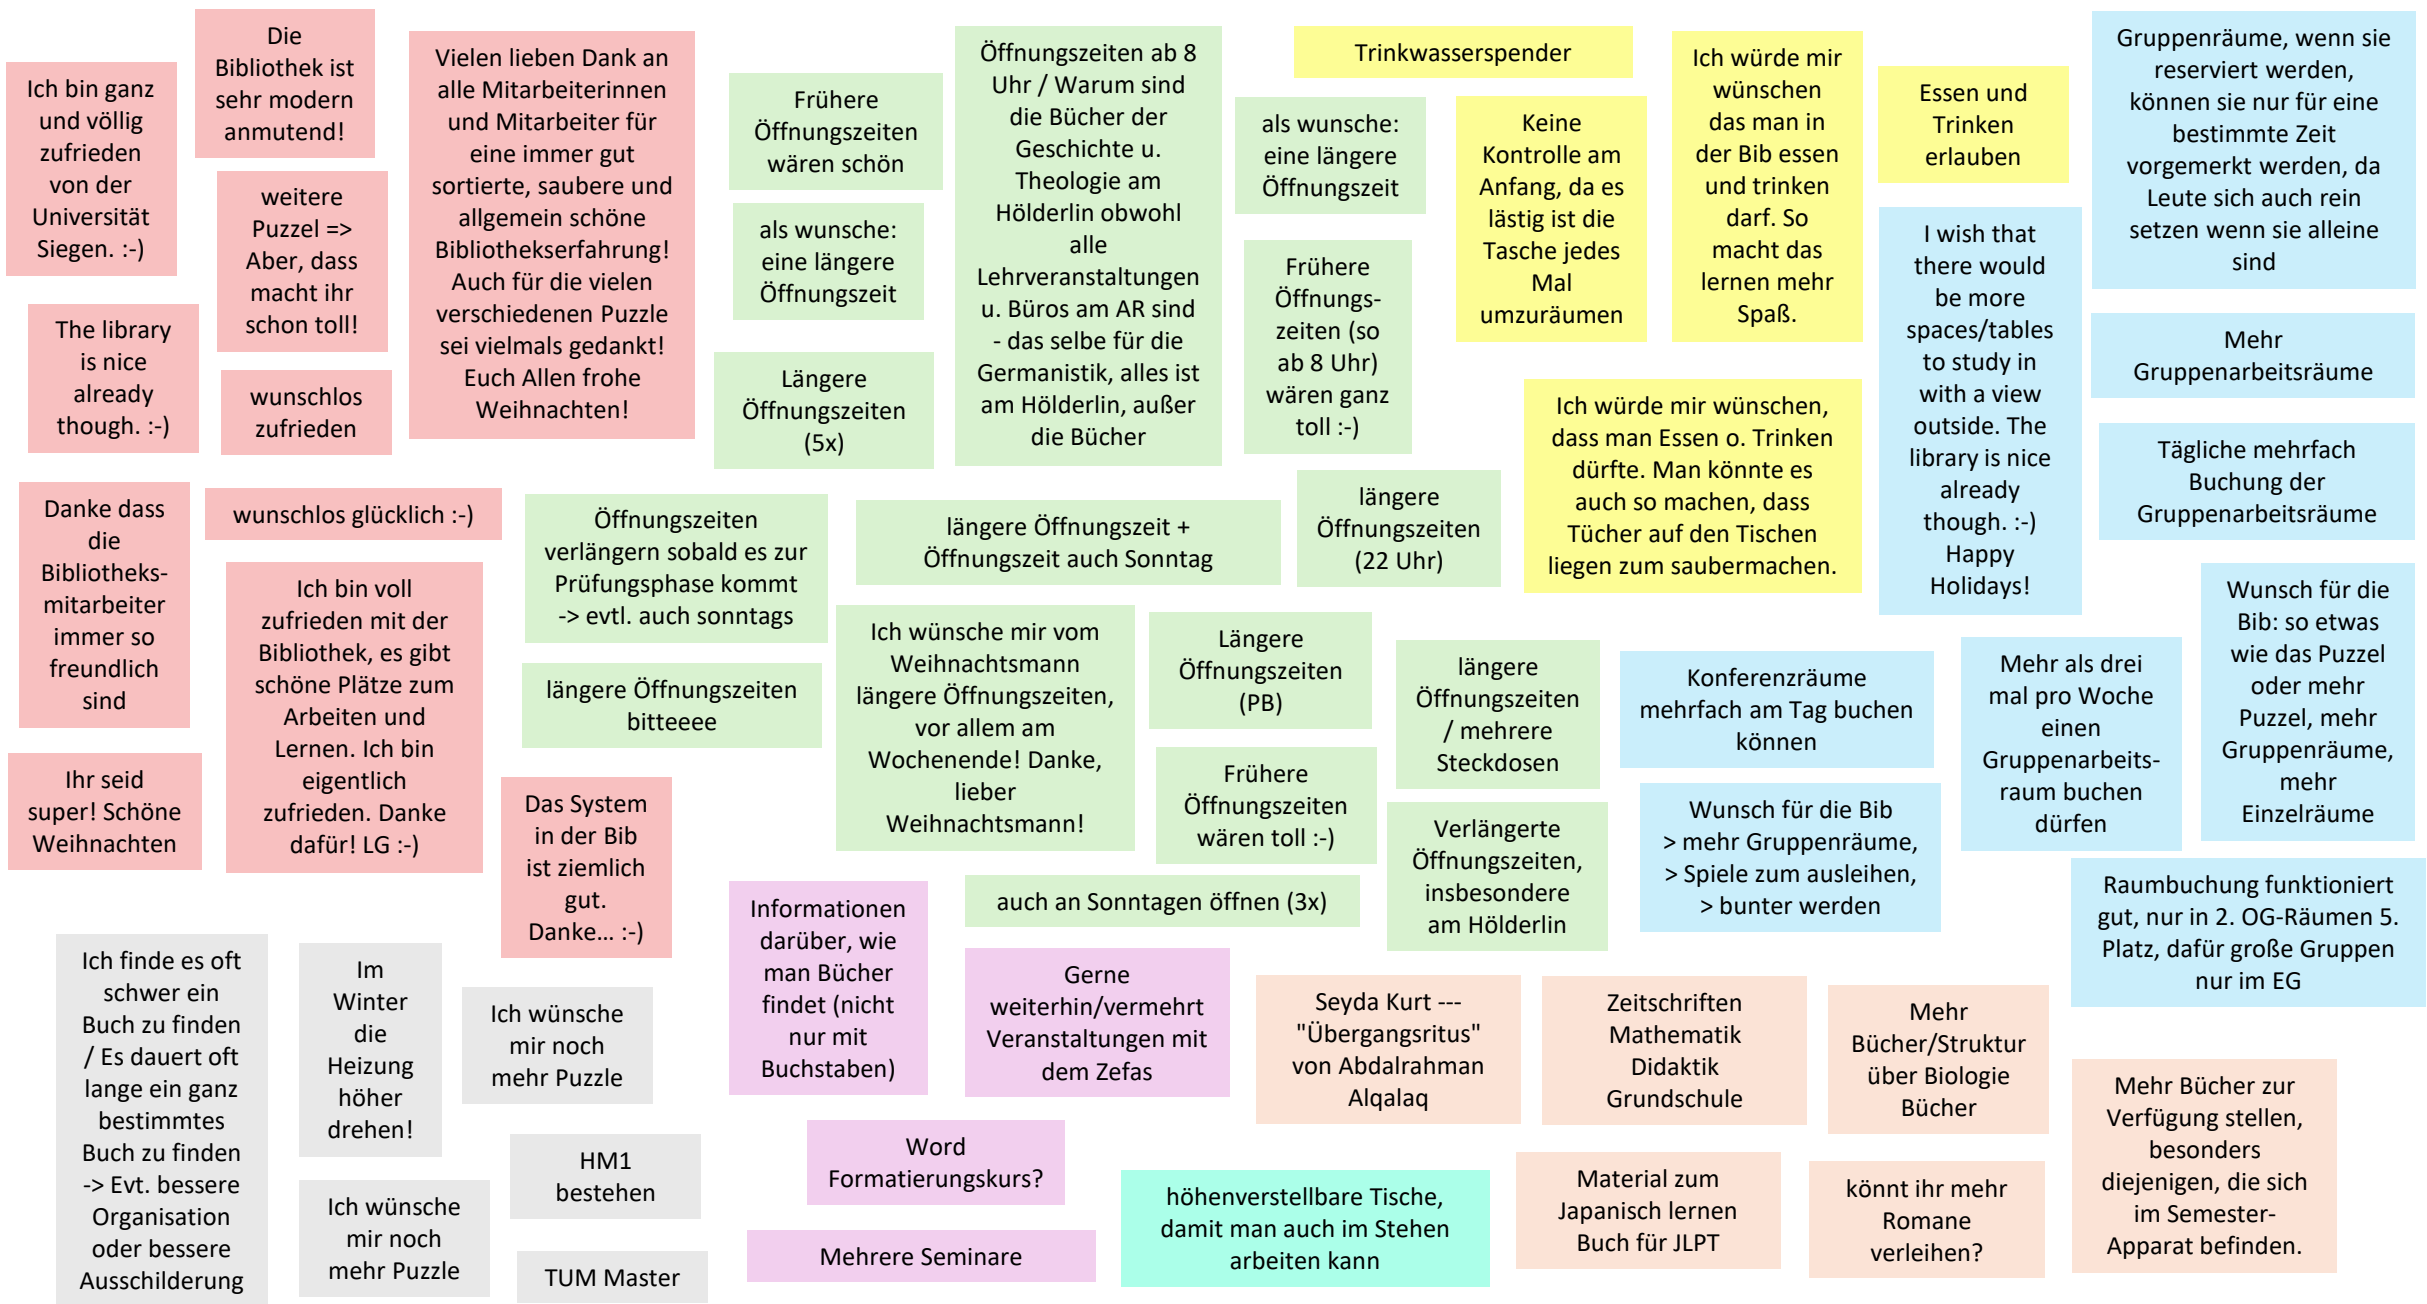 Ich bin ganz
und völlig
zufrieden
von der
Universität
Siegen. :-)
Die
Bibliothek ist
sehr modern
anmutend!
weitere
Puzzel =>
Aber, dass
macht ihr
schon toll!
The library
is nice
already
though. :-)
wunschlos
zufrieden
Vielen lieben Dank an
alle Mitarbeiterinnen
und Mitarbeiter für
eine immer gut
sortierte, saubere und
allgemein schöne
Bibliothekserfahrung!
Auch für die vielen
verschiedenen Puzzle
sei vielmals gedankt!
Euch Allen frohe
Weihnachten!
Danke dass
die
Bibliotheks-
mitarbeiter
immer so
freundlich
sind
wunschlos glücklich :-)
Ich bin voll
zufrieden mit der
Bibliothek, es gibt
schöne Plätze zum
Arbeiten und
Lernen. Ich bin
eigentlich
zufrieden. Danke
dafür! LG :-)
Ihr seid
super! Schöne
Weihnachten
Das System
in der Bib
ist ziemlich
gut.
Danke... :-)
Frühere
Öffnungszeiten
wären schön
als wunsche:
eine längere
Öffnungszeit
Längere
Öffnungszeiten
(5x)
Öffnungszeiten ab 8
Uhr / Warum sind
die Bücher der
Geschichte u.
Theologie am
Hölderlin obwohl
alle
Lehrveranstaltungen
u. Büros am AR sind
- das selbe für die
Germanistik, alles ist
am Hölderlin, außer
die Bücher
als wunsche:
eine längere
Öffnungszeit
Frühere
Öffnungs-
zeiten (so
ab 8 Uhr)
wären ganz
toll :-)
Öffnungszeiten
verlängern sobald es zur
Prüfungsphase kommt
-> evtl. auch sonntags
längere Öffnungszeit +
Öffnungszeit auch Sonntag
längere
Öffnungszeiten
(22 Uhr)
längere Öffnungszeiten
bitteeee
Ich wünsche mir vom
Weihnachtsmann
längere Öffnungszeiten,
vor allem am
Wochenende! Danke,
lieber
Weihnachtsmann!
Längere
Öffnungszeiten
(PB)
Frühere
Öffnungszeiten
wären toll :-)
längere
Öffnungszeiten
/ mehrere
Steckdosen
Verlängerte
Öffnungszeiten,
insbesondere
am Hölderlin
auch an Sonntagen öffnen (3x)
Trinkwasserspender
Keine
Kontrolle am
Anfang, da es
lästig ist die
Tasche jedes
Mal
umzuräumen
Ich würde mir
wünschen
das man in
der Bib essen
und trinken
darf. So
macht das
lernen mehr
Spaß.
Essen und
Trinken
erlauben
Ich würde mir wünschen,
dass man Essen o. Trinken
dürfte. Man könnte es
auch so machen, dass
Tücher auf den Tischen
liegen zum saubermachen.
Gruppenräume, wenn sie
reserviert werden,
können sie nur für eine
bestimmte Zeit
vorgemerkt werden, da
Leute sich auch rein
setzen wenn sie alleine
sind
I wish that
there would
be more
spaces/tables
to study in
with a view
outside. The
library is nice
already
though. :-)
Happy
Holidays!
Mehr
Gruppenarbeitsräume
Tägliche mehrfach
Buchung der
Gruppenarbeitsräume
Konferenzräume
mehrfach am Tag buchen
können
Mehr als drei
mal pro Woche
einen
Gruppenarbeits-
raum buchen
dürfen
Wunsch für die
Bib: so etwas
wie das Puzzel
oder mehr
Puzzel, mehr
Gruppenräume,
mehr
Einzelräume
Wunsch für die Bib
> mehr Gruppenräume,
> Spiele zum ausleihen,
> bunter werden
Raumbuchung funktioniert
gut, nur in 2. OG-Räumen 5.
Platz, dafür große Gruppen
nur im EG
Ich finde es oft
schwer ein
Buch zu finden
/ Es dauert oft
lange ein ganz
bestimmtes
Buch zu finden
-> Evt. bessere
Organisation
oder bessere
Ausschilderung
Im
Winter
die
Heizung
höher
drehen!
Ich wünsche
mir noch
mehr Puzzle
Ich wünsche
mir noch
mehr Puzzle
HM1
bestehen
TUM Master
Informationen
darüber, wie
man Bücher
findet (nicht
nur mit
Buchstaben)
Gerne
weiterhin/vermehrt
Veranstaltungen mit
dem Zefas
Word
Formatierungskurs?
Mehrere Seminare
höhenverstellbare Tische,
damit man auch im Stehen
arbeiten kann
Seyda Kurt ---
"Übergangsritus"
von Abdalrahman
Alqalaq
Zeitschriften
Mathematik
Didaktik
Grundschule
Mehr
Bücher/Struktur
über Biologie
Bücher
Mehr Bücher zur
Verfügung stellen,
besonders
diejenigen, die sich
im Semester-
Apparat befinden.
Material zum
Japanisch lernen
Buch für JLPT
könnt ihr mehr
Romane
verleihen?